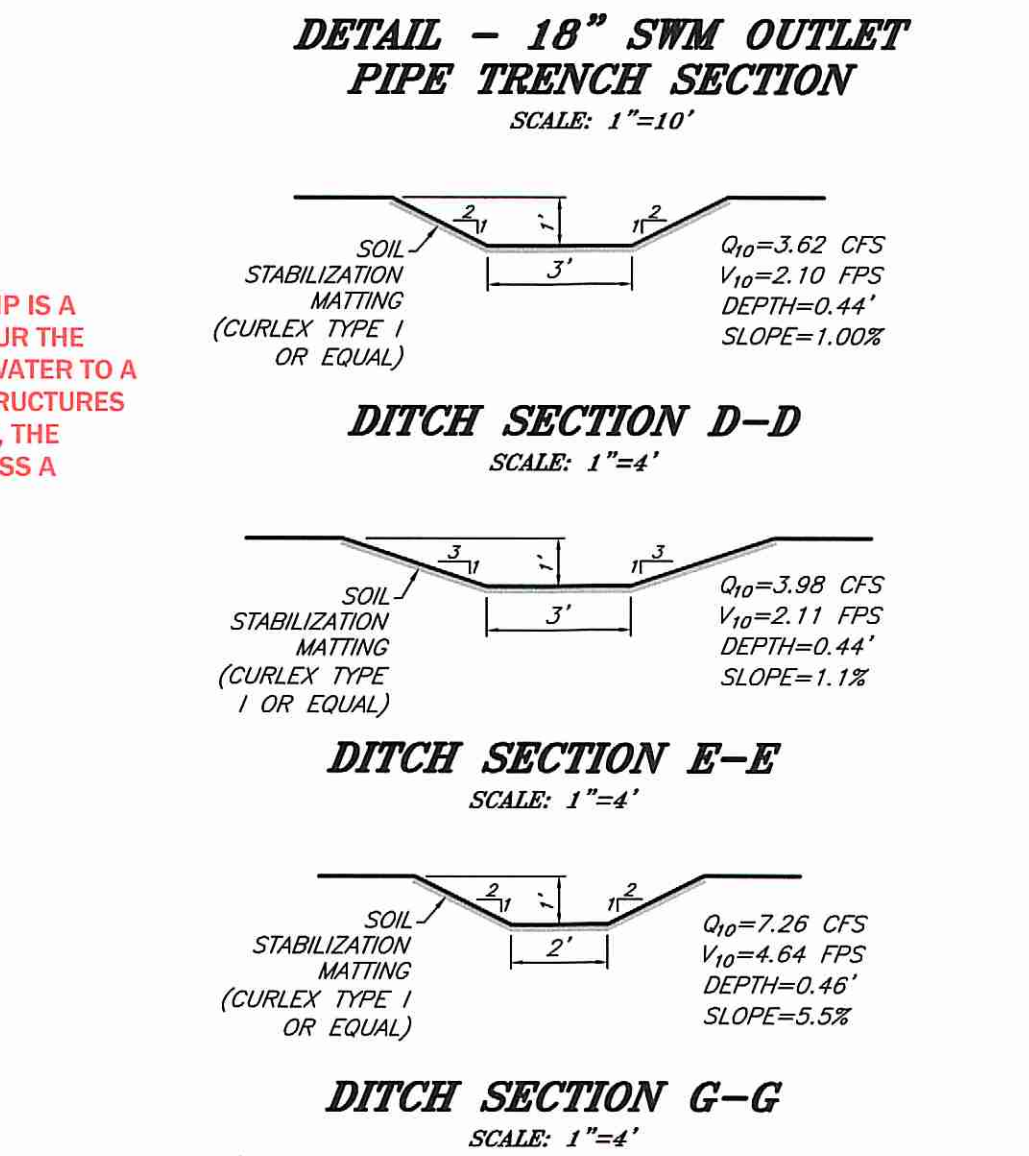 DETAIL – 18” SWM OUTLET
PIPE TRENCH SECTION
SCALE: 1”=10’
2
1
1’
1
2
SOIL
STABILIZATION
MATTING
(CURLEX TYPE I
OR EQUAL)
3’
Q10=3.62 CFS
V10=2.10 FPS
DEPTH=0.44’
SLOPE=1.00%
IP IS A
UR THE
WATER TO A
RUCTURES
, THE
SS A
DITCH SECTION D–D
SCALE: 1”=4’
3
1
1’
1
3
SOIL
STABILIZATION
MATTING
(CURLEX TYPE
I OR EQUAL)
3’
Q10=3.98 CFS
V10=2.11 FPS
DEPTH=0.44’
SLOPE=1.1%
DITCH SECTION E–E
SCALE: 1”=4’
2
1
1’
1
2
SOIL
STABILIZATION
MATTING
(CURLEX TYPE I
OR EQUAL)
2’
Q10=7.26 CFS
V10=4.64 FPS
DEPTH=0.46’
SLOPE=5.5%
DITCH SECTION G–G
SCALE: 1”=4’